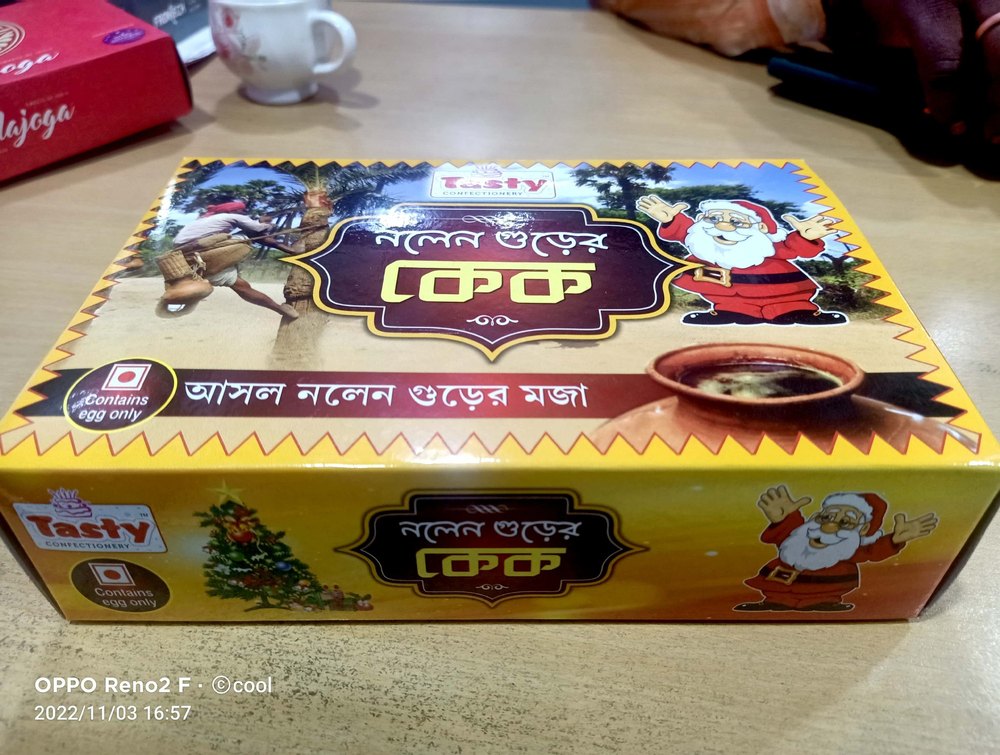 Tasty
CONFECTIONERY
নলেন গুড়ের
কেক
Contains
egg only
আসল নলেন গুড়ের মজা
Tasty TM
CONFECTIONERY
নলেন গুড়ের
কেক
Contains
egg only
OPPO Reno2 F · ©cool
2022/11/03 16:57